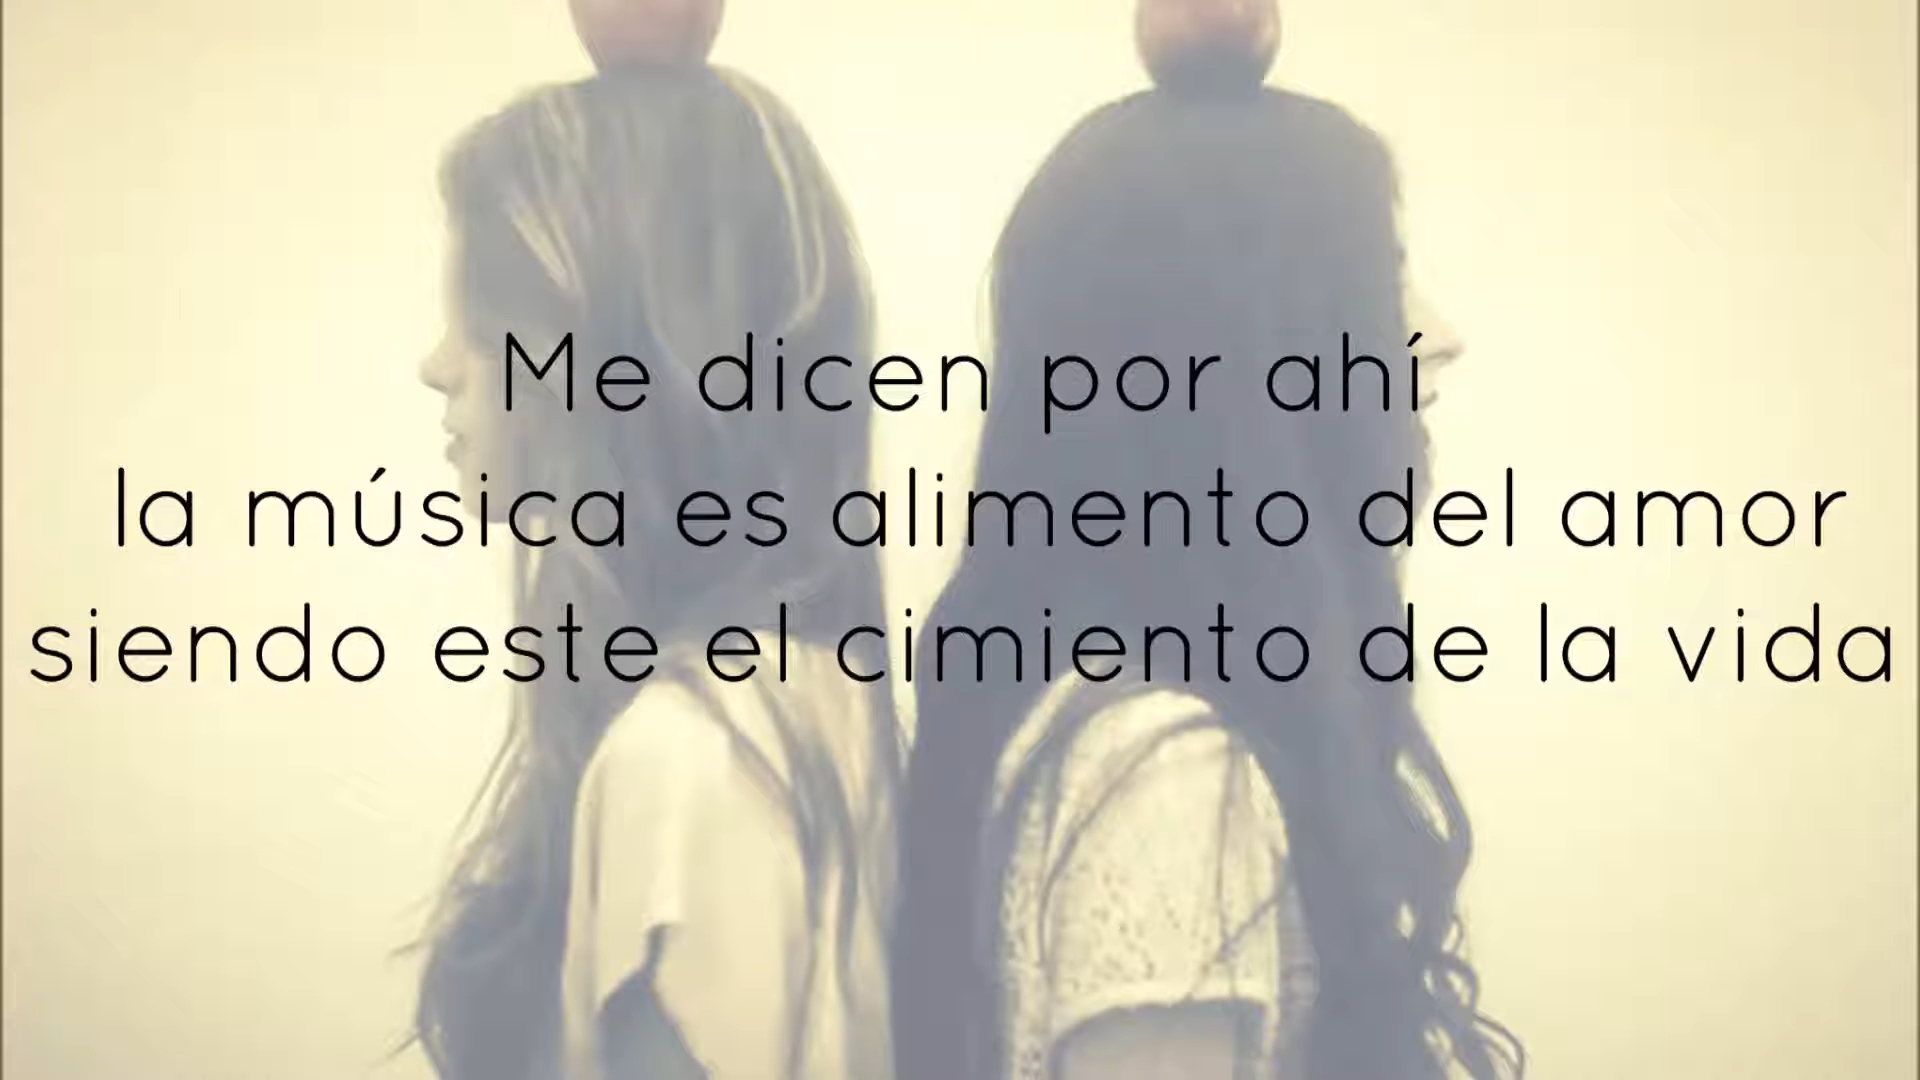 Me dicen por ahí
la música es alimento del amor
siendo este el cimiento de la vida